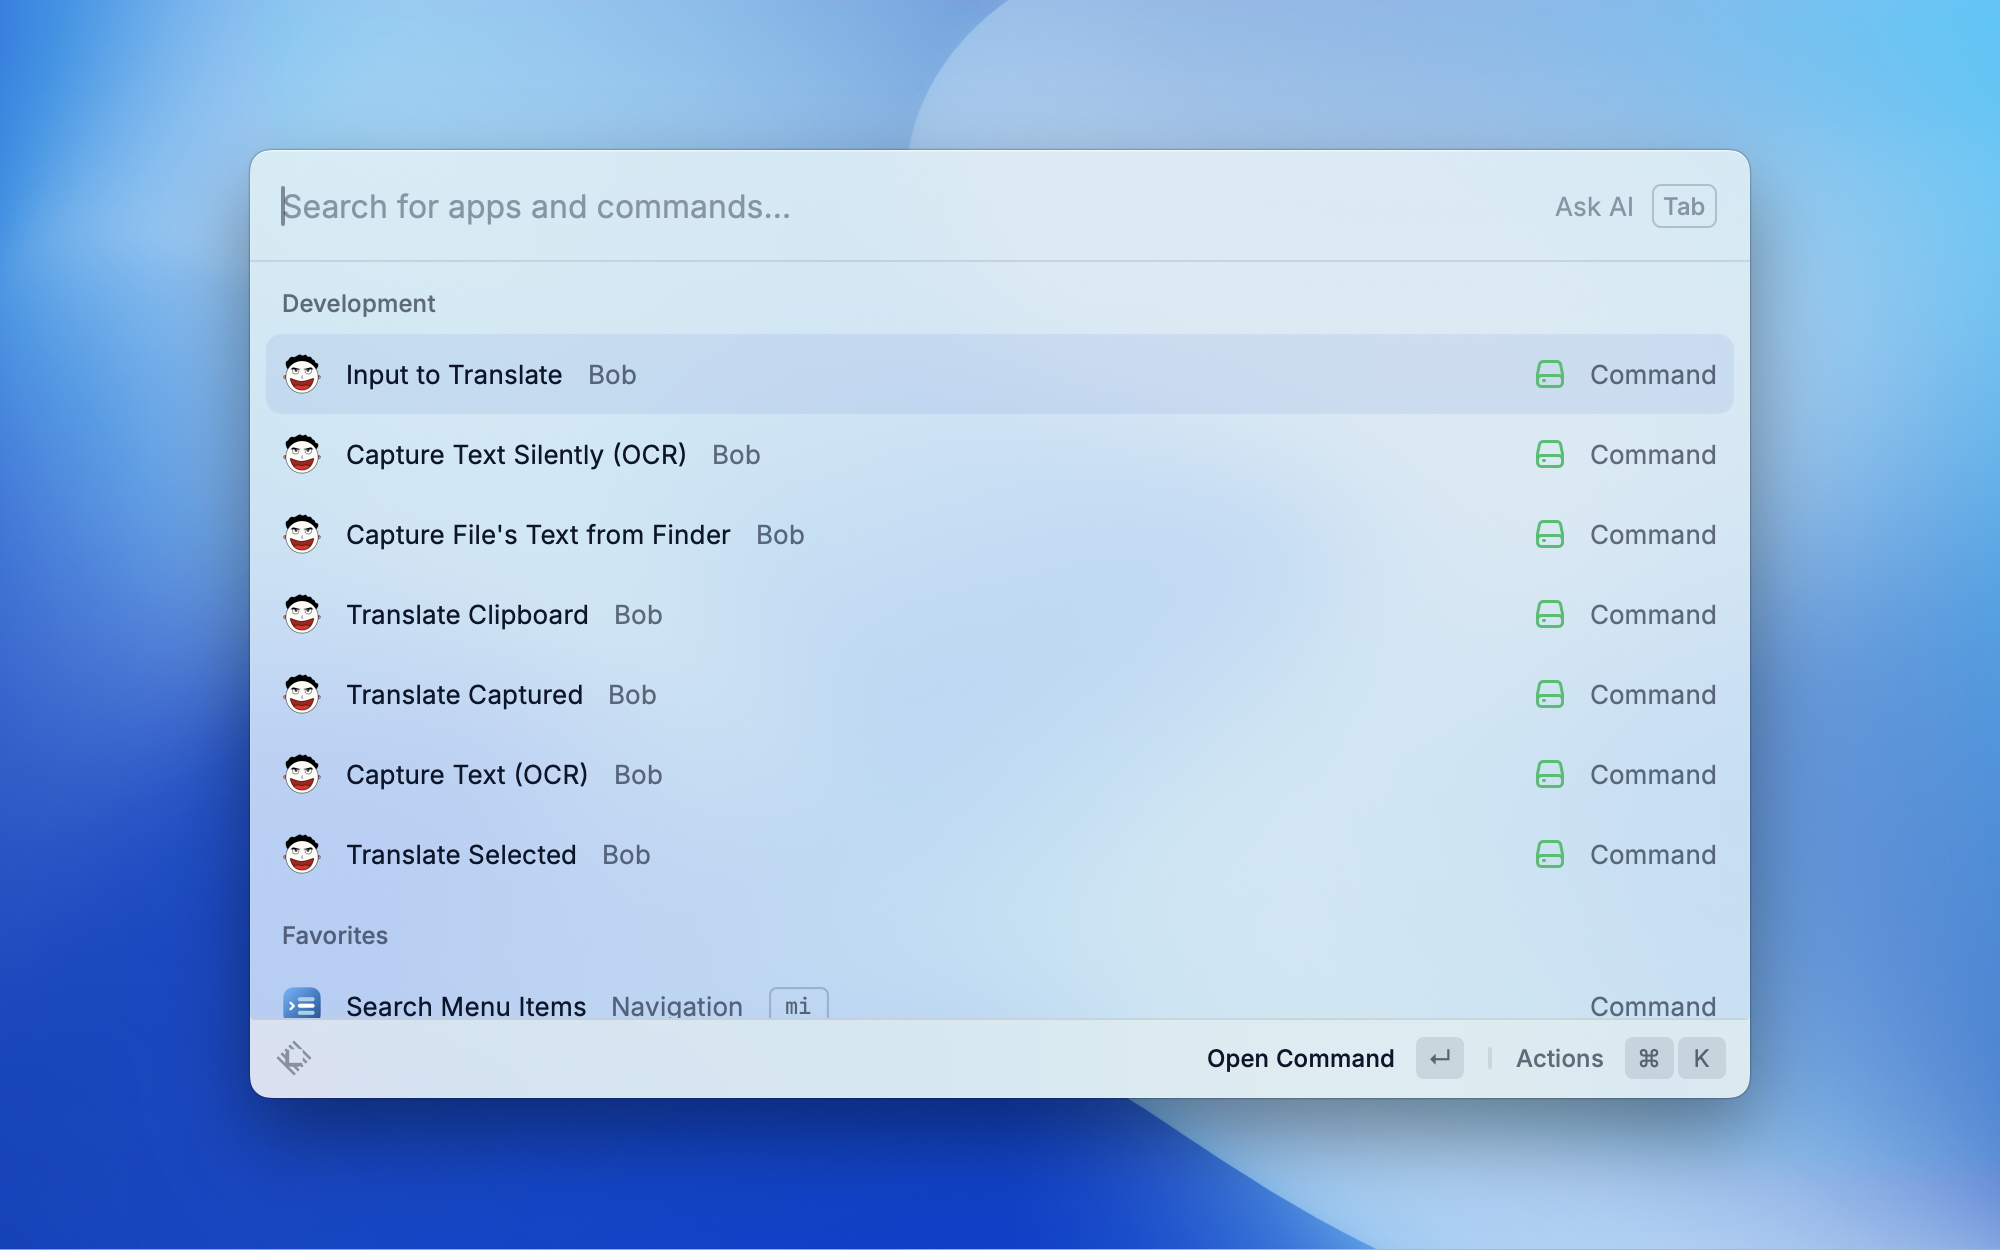 Search for apps and commands... Ask AI Tab
Development
Input to Translate Bob Command
Capture Text Silently (OCR) Bob Command
Capture File's Text from Finder Bob Command
Translate Clipboard Bob Command
Translate Captured Bob Command
Capture Text (OCR) Bob Command
Translate Selected Bob Command
Favorites
Search Menu Items Navigation mi Command
Open Command ↵ Actions ⌘ K